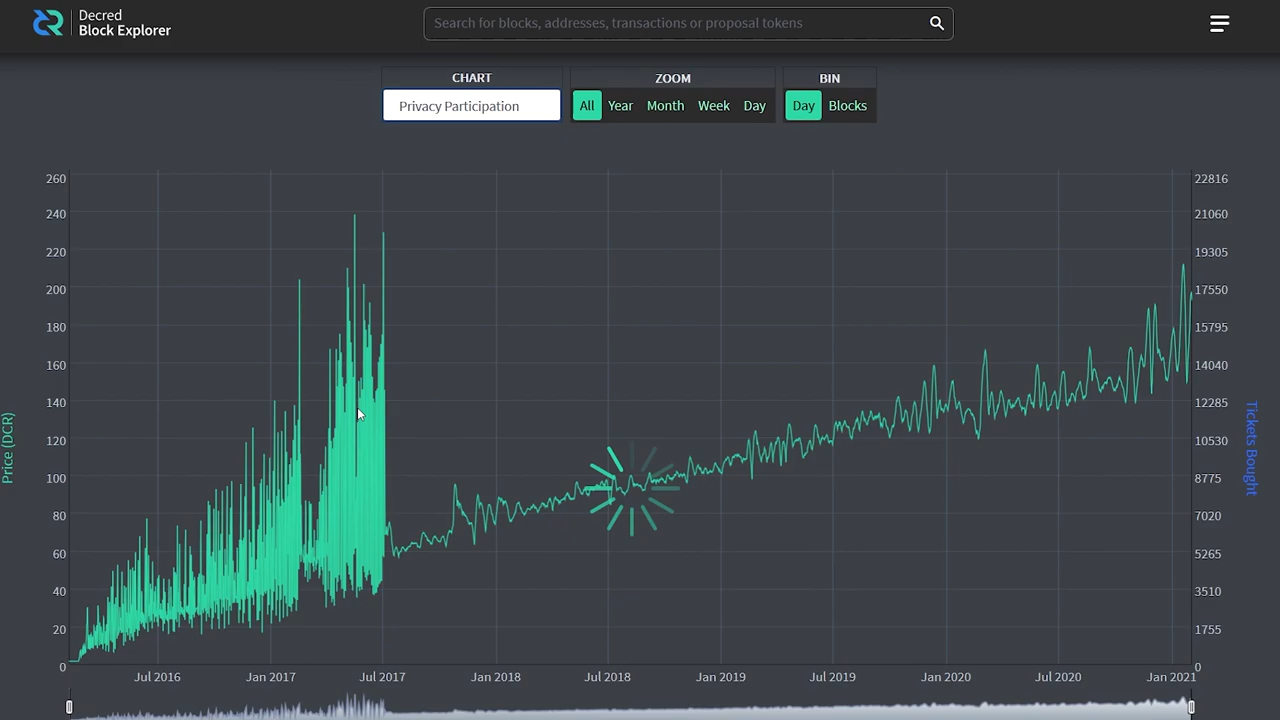 Decred
Block Explorer
Search for blocks, addresses, transactions or proposal tokens
CHART
ZOOM
BIN
Privacy Participation
All Year Month Week Day
Day Blocks
260
240
220
200
180
160
140
120
100
80
60
40
20
0
Price (DCR)
22816
21060
19305
17550
15795
14040
12285
10530
8775
7020
5265
3510
1755
0
Tickets Bought
Jul 2016 Jan 2017 Jul 2017 Jan 2018 Jul 2018 Jan 2019 Jul 2019 Jan 2020 Jul 2020 Jan 2021